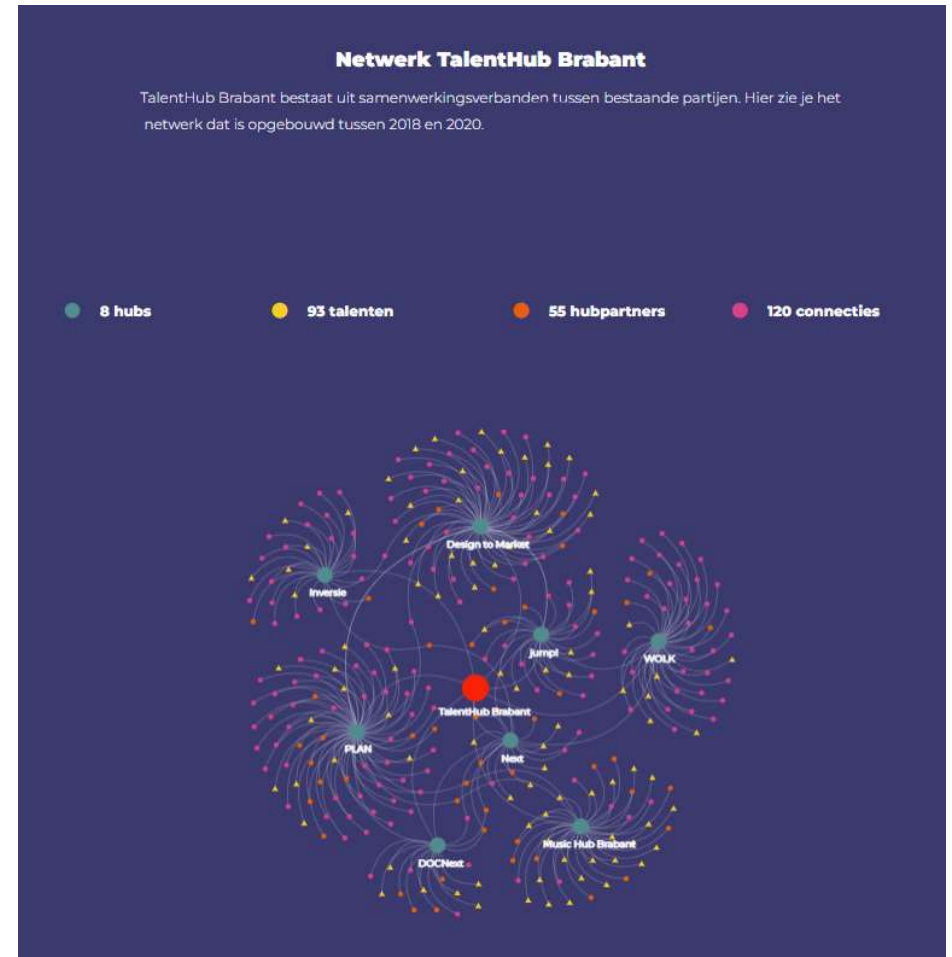 Netwerk TalentHub Brabant
TalentHub Brabant bestaat uit samenwerkingsverbanden tussen bestaande partijen. Hier zie je het
netwerk dat is opgebouwd tussen 2018 en 2020.
8 hubs
93 talenten
55 hubpartners
120 connecties
Design to Market
Inversie
Jump!
WOLK
TalentHub Brabant
PLAN
Next
Music Hub Brabant
DOCNext